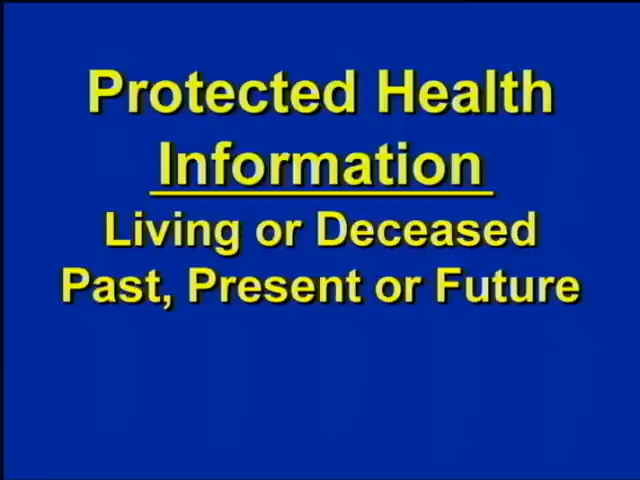 Protected Health
Information
Living or Deceased
Past, Present or Future